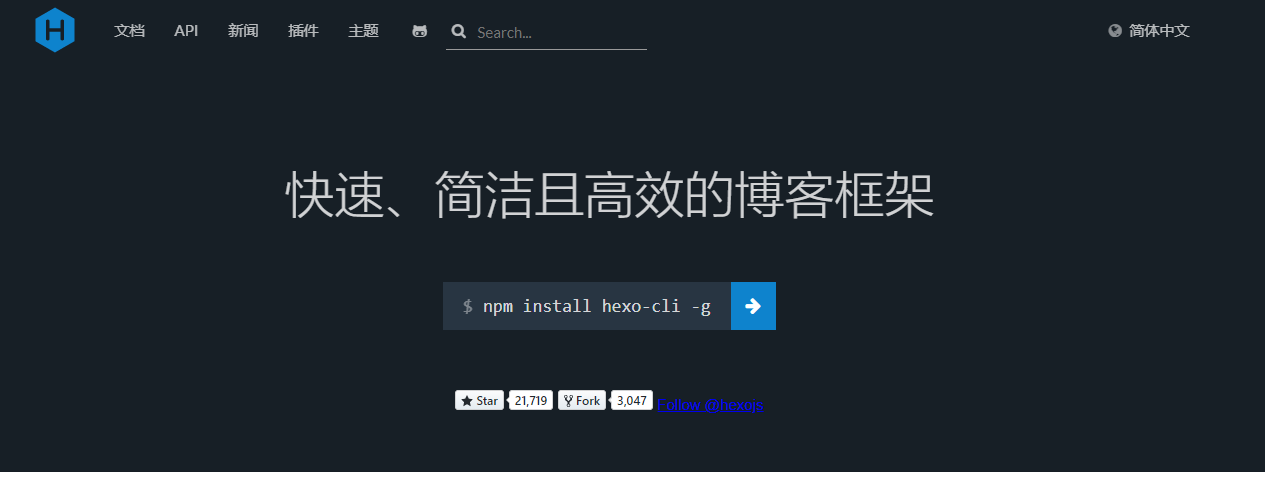 H 文档 API 新闻 插件 主题 Search... 简体中文
快速、简洁且高效的博客框架
$ npm install hexo-cli -g
Star 21,719 Fork 3,047 Follow @hexojs